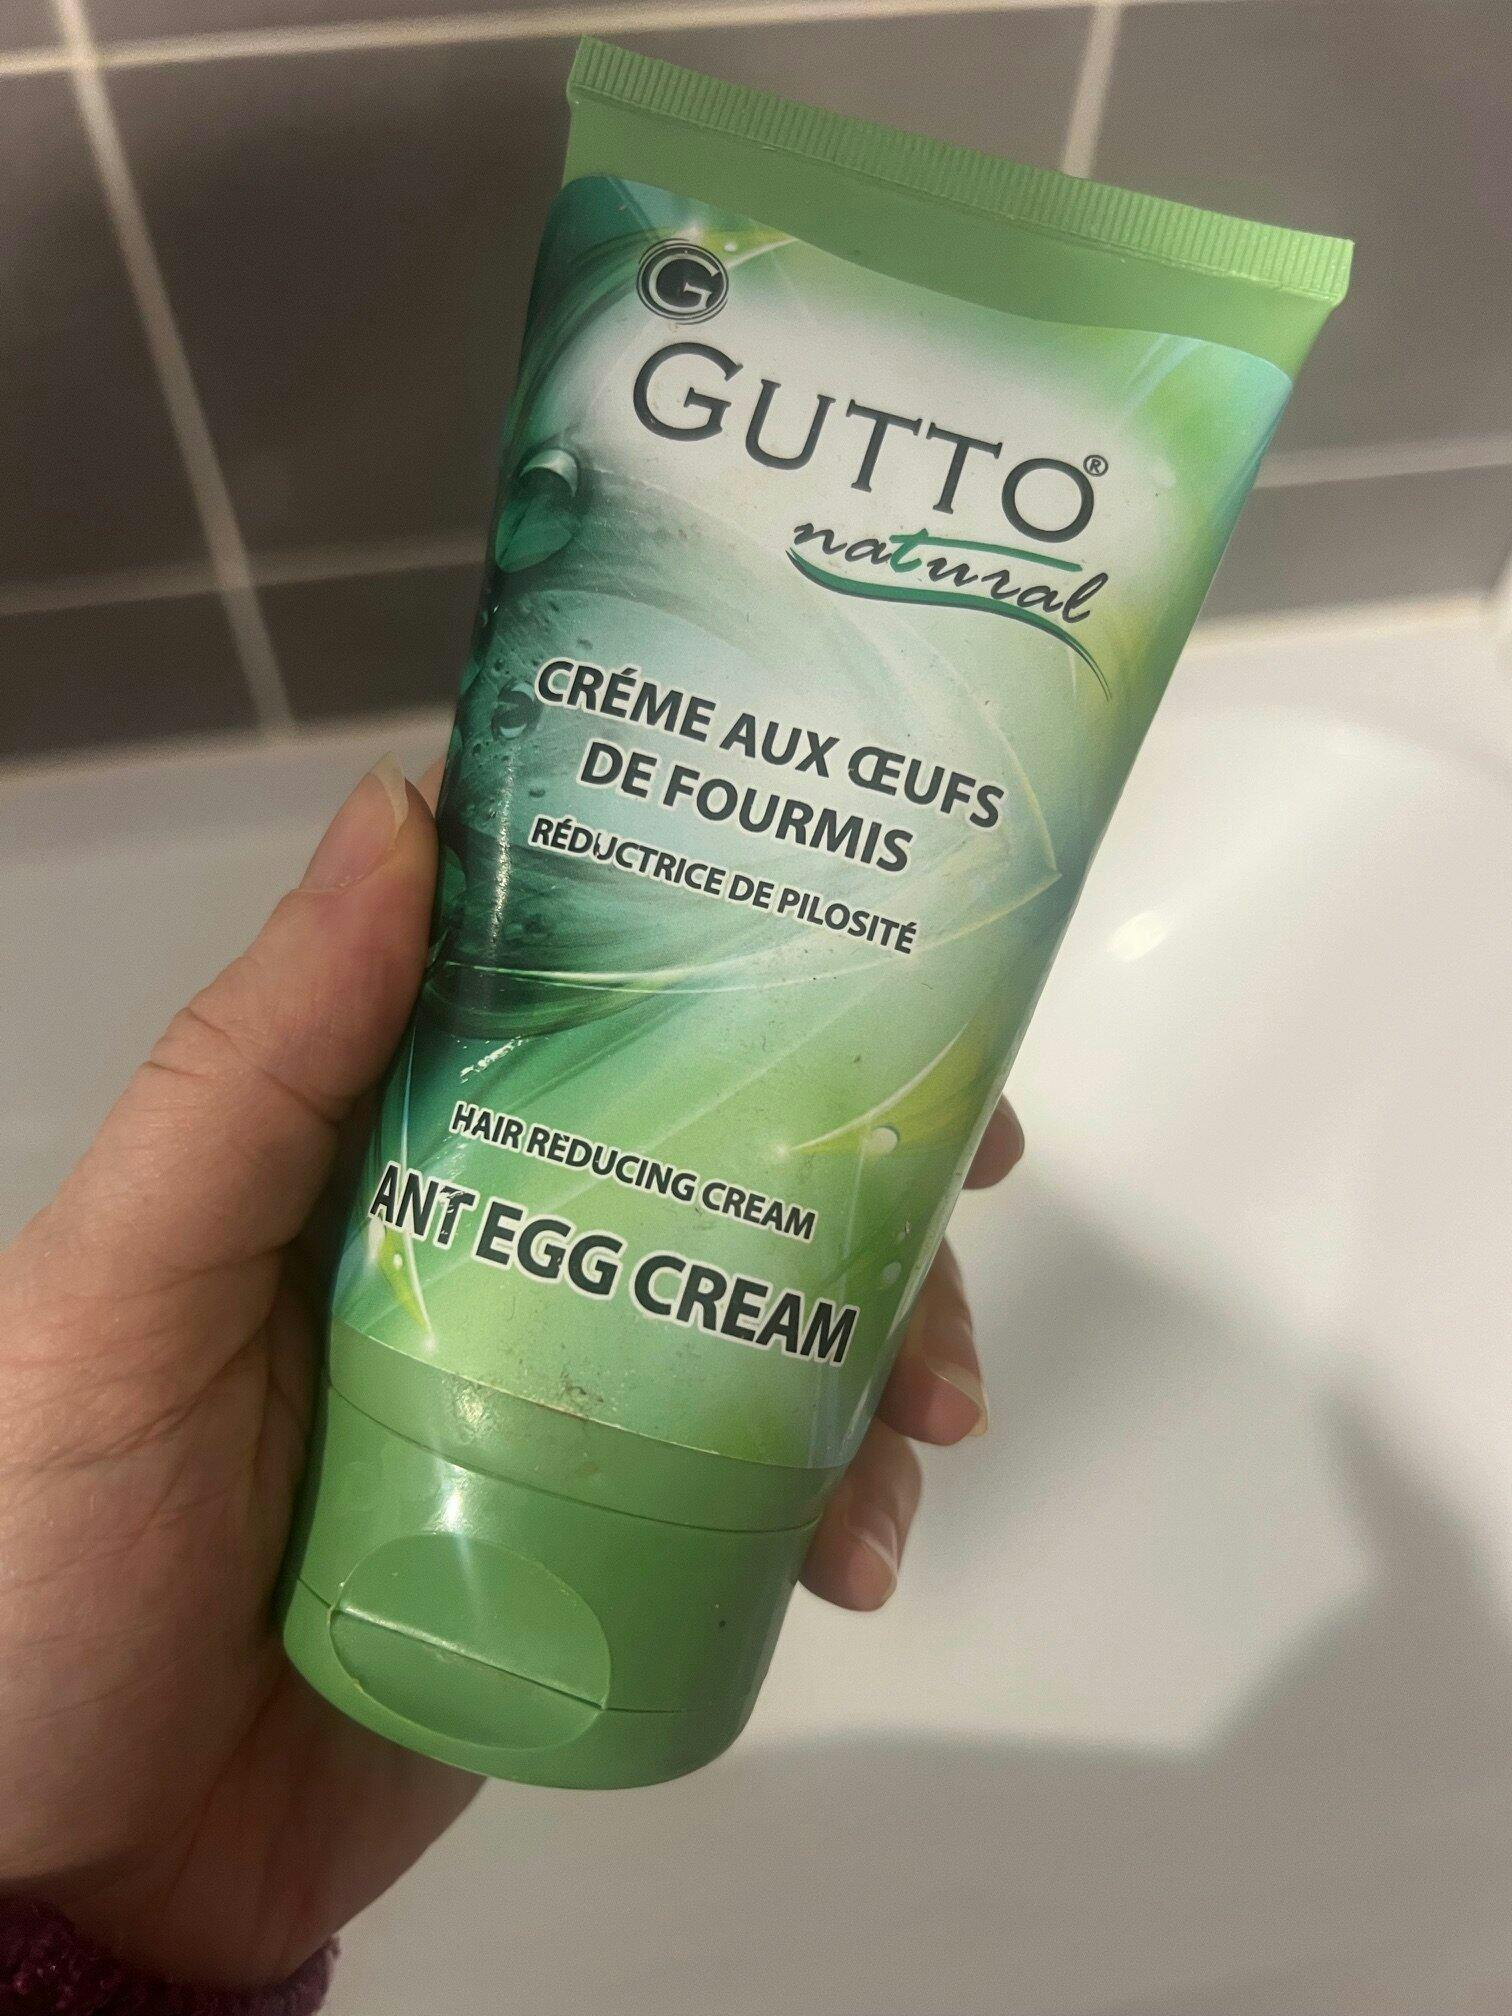 G
GUTTO®
natural
CRÉME AUX ŒUFS
DE FOURMIS
RÉDUCTRICE DE PILOSITÉ
HAIR REDUCING CREAM
ANT EGG CREAM